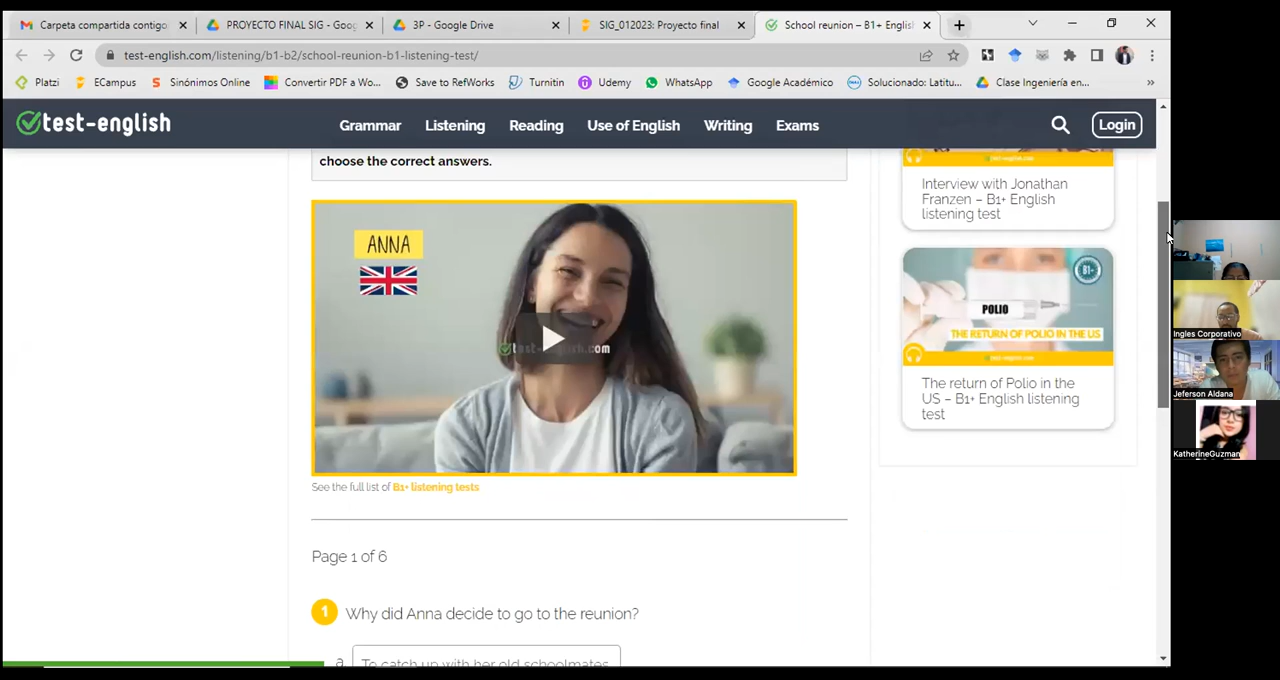 Carpeta compartida contigo
PROYECTO FINAL SIG - Goog
3P - Google Drive
SIG_012023: Proyecto final
School reunion – B1+ Englis
test-english.com/listening/b1-b2/school-reunion-b1-listening-test/
Platzi
ECampus
Sinónimos Online
Convertir PDF a Wo...
Save to RefWorks
Turnitin
Udemy
WhatsApp
Google Académico
Solucionado: Latitu...
Clase Ingeniería en...
test-english
Grammar
Listening
Reading
Use of English
Writing
Exams
Login
choose the correct answers.
ANNA
test-english.com
See the full list of B1+ listening tests
Page 1 of 6
1 Why did Anna decide to go to the reunion?
a To catch up with her old schoolmates
Interview with Jonathan
Franzen – B1+ English
listening test
B1+
POLIO
THE RETURN OF POLIO IN THE US
The return of Polio in the
US – B1+ English listening
test
Ingles Corporativo
Jeferson Aldana
KatherineGuzman